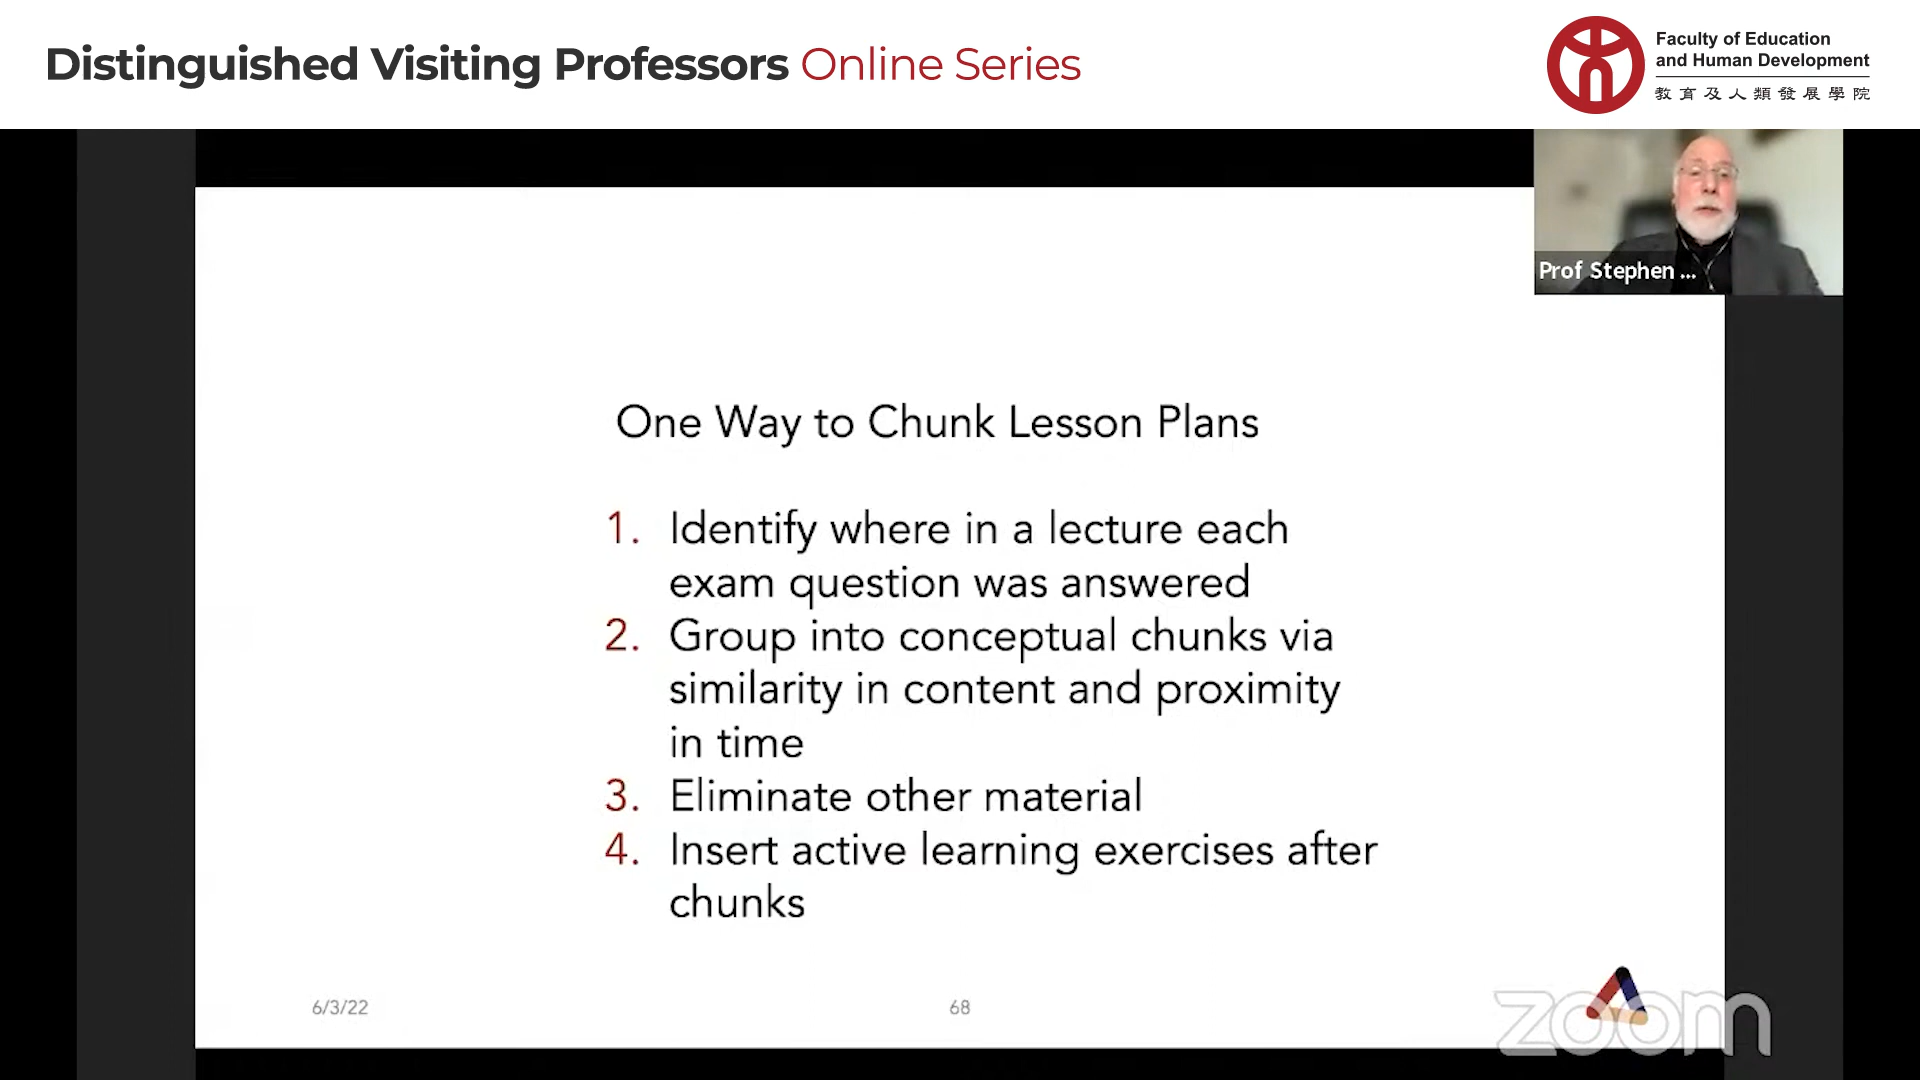 Distinguished Visiting Professors Online Series
Faculty of Education
and Human Development
教育及人類發展學院
Prof Stephen ...
One Way to Chunk Lesson Plans
1. Identify where in a lecture each
exam question was answered
2. Group into conceptual chunks via
similarity in content and proximity
in time
3. Eliminate other material
4. Insert active learning exercises after
chunks
6/3/22
68
zoom